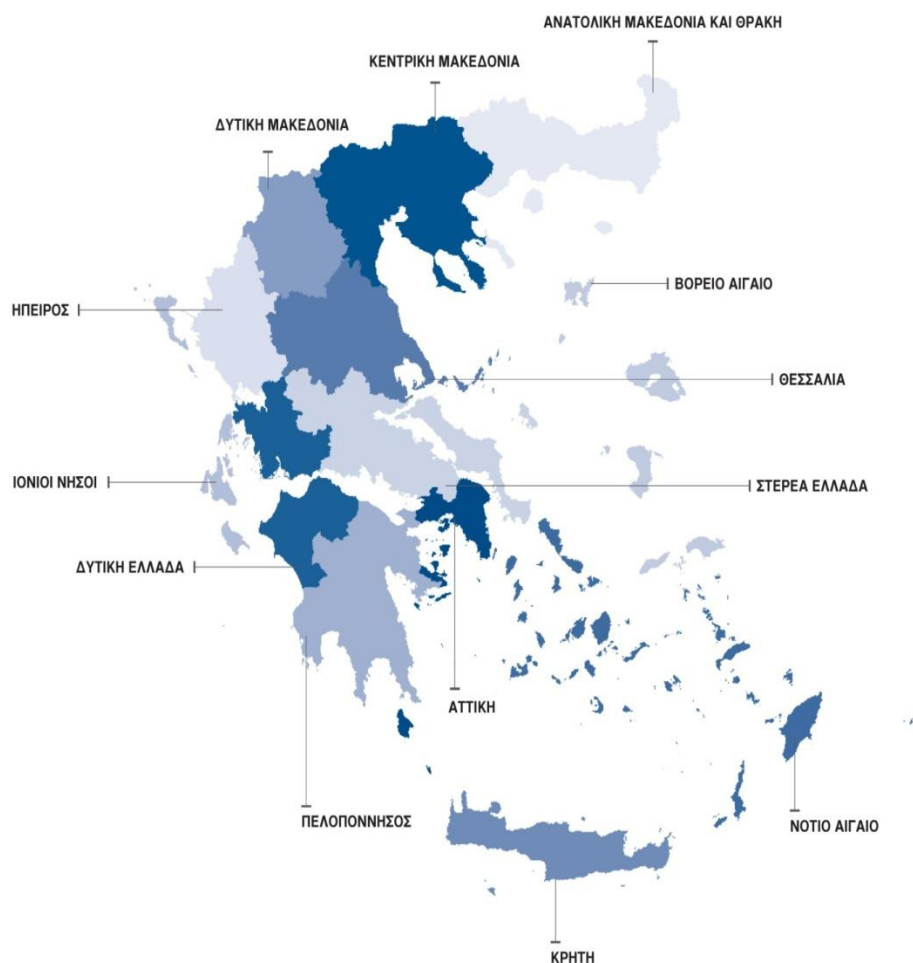 ΑΝΑΤΟΛΙΚΗ ΜΑΚΕΔΟΝΙΑ ΚΑΙ ΘΡΑΚΗ
ΚΕΝΤΡΙΚΗ ΜΑΚΕΔΟΝΙΑ
ΔΥΤΙΚΗ ΜΑΚΕΔΟΝΙΑ
ΒΟΡΕΙΟ ΑΙΓΑΙΟ
ΗΠΕΙΡΟΣ
ΘΕΣΣΑΛΙΑ
ΙΟΝΙΟΙ ΝΗΣΟΙ
ΣΤΕΡΕΑ ΕΛΛΑΔΑ
ΔΥΤΙΚΗ ΕΛΛΑΔΑ
ΑΤΤΙΚΗ
ΠΕΛΟΠΟΝΝΗΣΟΣ
ΝΟΤΙΟ ΑΙΓΑΙΟ
ΚΡΗΤΗ